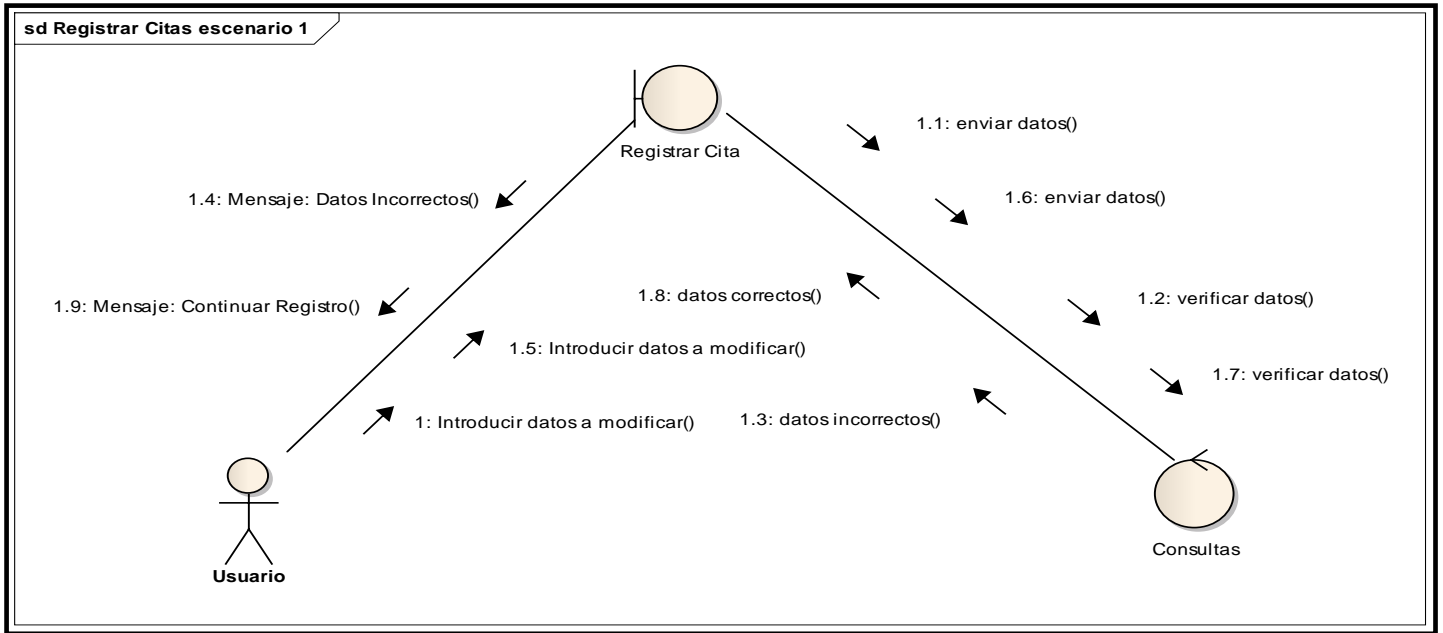 sd Registrar Citas escenario 1
Registrar Cita
1.1: enviar datos()
1.4: Mensaje: Datos Incorrectos()
1.6: enviar datos()
1.9: Mensaje: Continuar Registro()
1.8: datos correctos()
1.2: verificar datos()
1.5: Introducir datos a modificar()
1.7: verificar datos()
1: Introducir datos a modificar()
1.3: datos incorrectos()
Consultas
Usuario